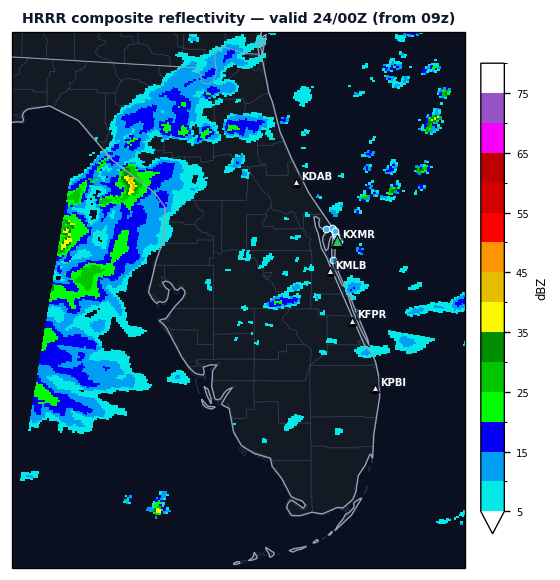 HRRR composite reflectivity — valid 24/00Z (from 09z)
KDAB
KXMR
KMLB
KFPR
KPBI
75
65
55
45
35
25
15
5
dBZ